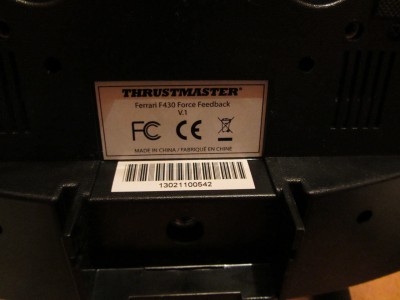 THRUSTMASTER
Ferrari F430 Force Feedback
V.1
FC CE
MADE IN CHINA / FABRIQUÉ EN CHINE
13021100542